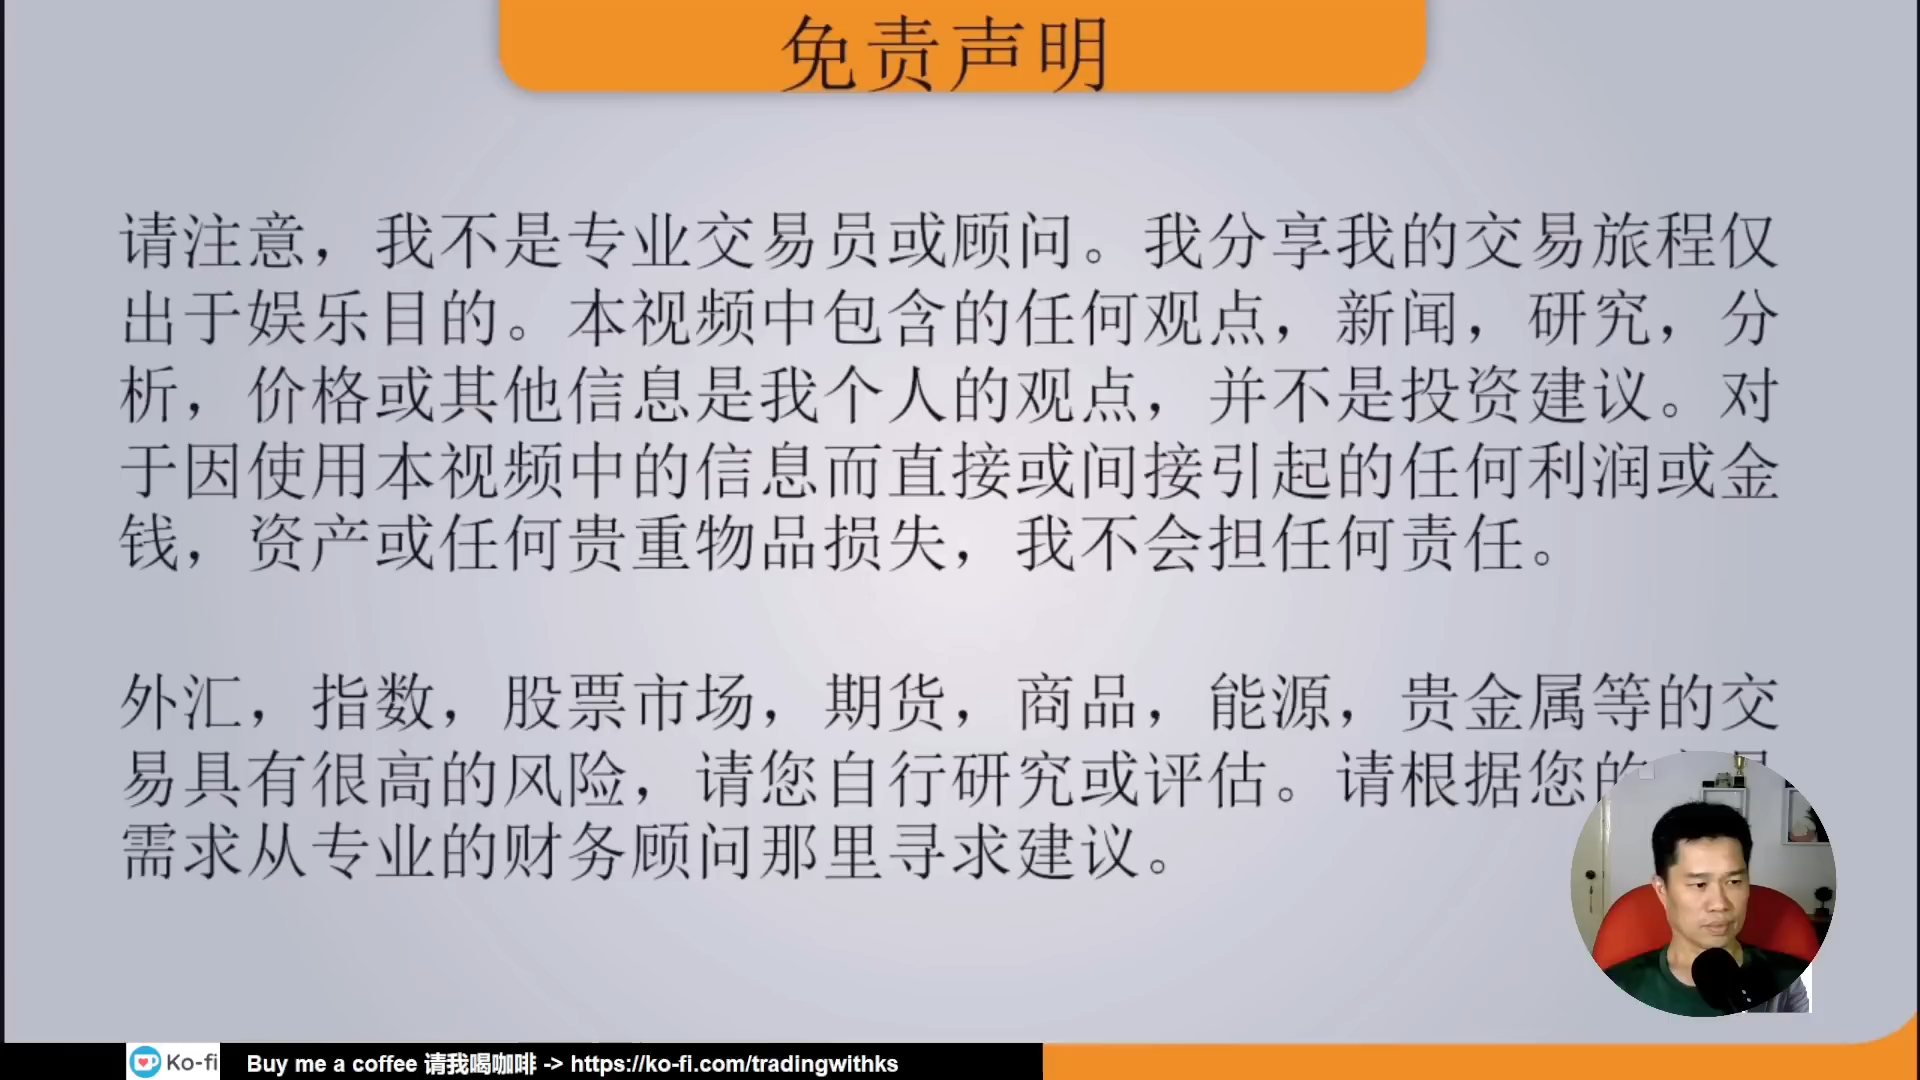 免责声明
请注意，我不是专业交易员或顾问。我分享我的交易旅程仅
出于娱乐目的。本视频中包含的任何观点，新闻，研究，分
析，价格或其他信息是我个人的观点，并不是投资建议。对
于因使用本视频中的信息而直接或间接引起的任何利润或金
钱，资产或任何贵重物品损失，我不会担任何责任。
外汇，指数，股票市场，期货，商品，能源，贵金属等的交
易具有很高的风险，请您自行研究或评估。请根据您的
需求从专业的财务顾问那里寻求建议。
Ko-fi Buy me a coffee 请我喝咖啡 -> https://ko-fi.com/tradingwithks